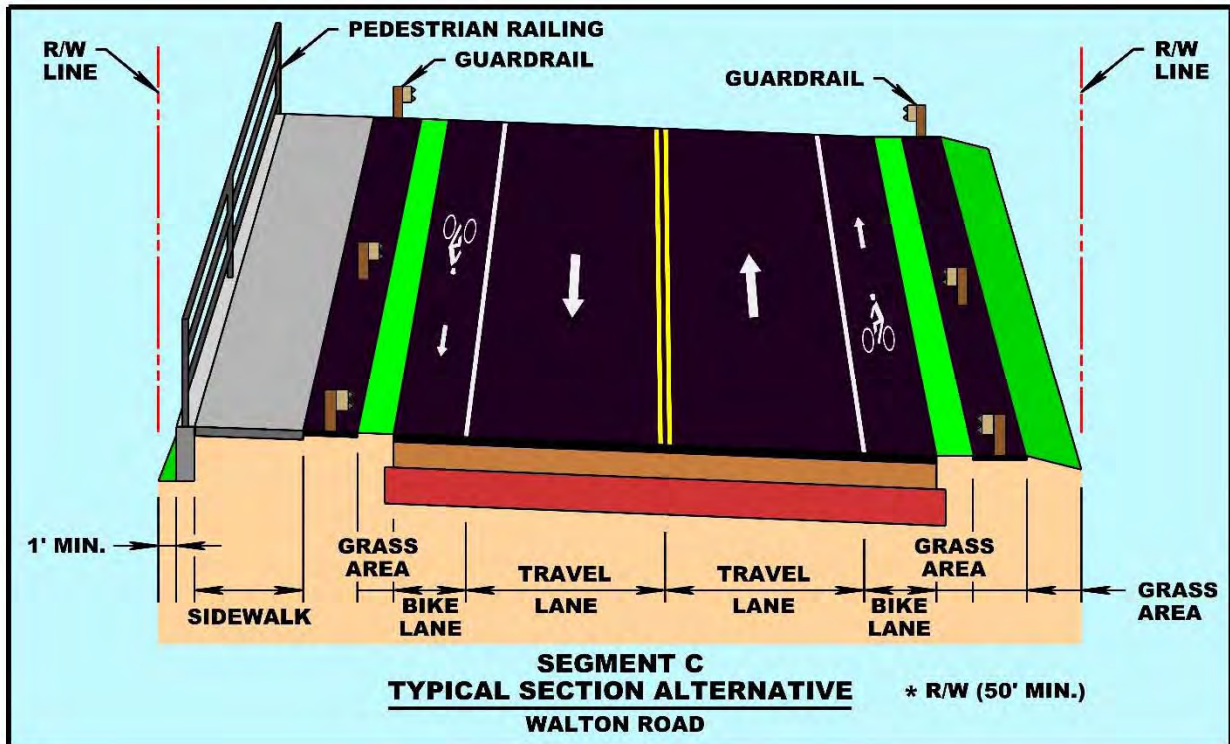 PEDESTRIAN RAILING
R/W
LINE
GUARDRAIL
GUARDRAIL
R/W
LINE
1' MIN.
SIDEWALK
GRASS
AREA
BIKE
LANE
TRAVEL
LANE
TRAVEL
LANE
GRASS
AREA
BIKE
LANE
GRASS
AREA
SEGMENT C
TYPICAL SECTION ALTERNATIVE
* R/W (50' MIN.)
WALTON ROAD